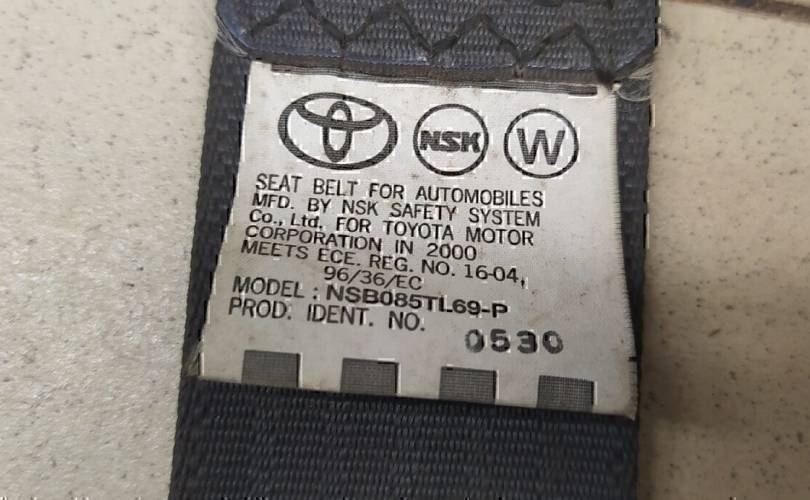 NSK W
SEAT BELT FOR AUTOMOBILES
MFD. BY NSK SAFETY SYSTEM
Co., Ltd. FOR TOYOTA MOTOR
CORPORATION IN 2000
MEETS ECE. REG. NO. 16-04,
96/36/EC
MODEL : NSB085TL69-P
PROD. IDENT. NO. 0530